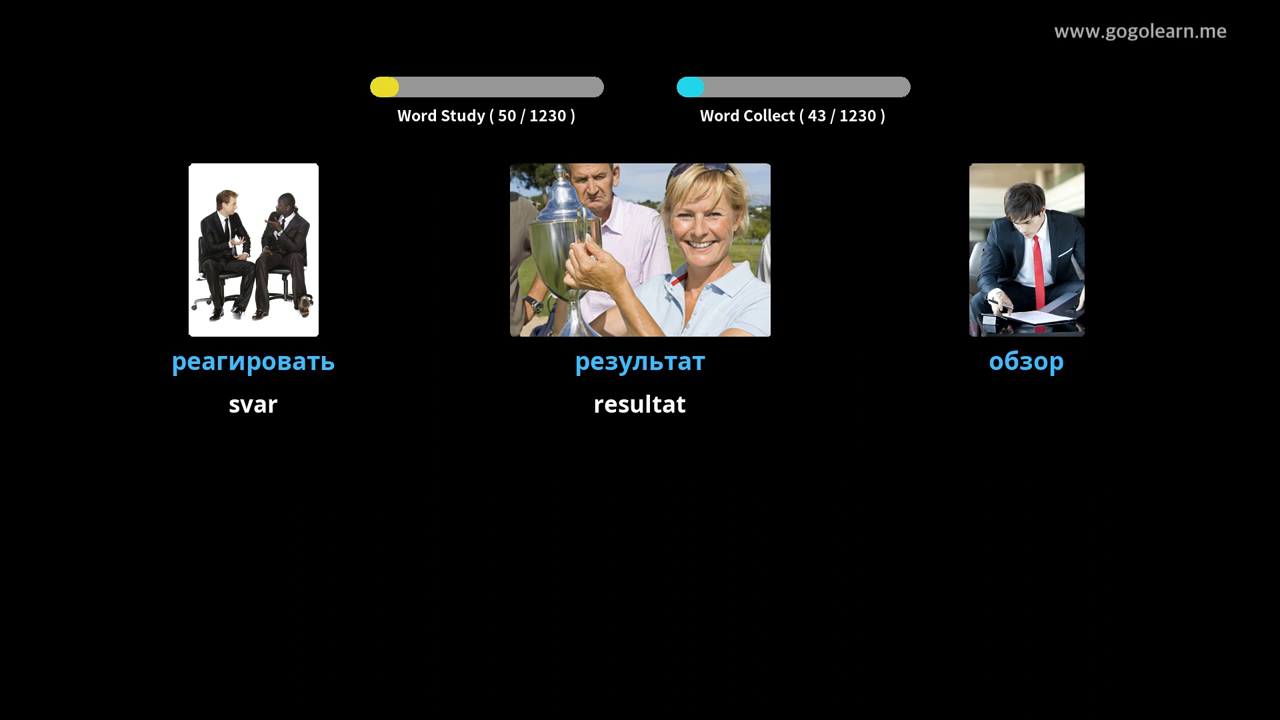 www.gogolearn.me
Word Study ( 50 / 1230 )
Word Collect ( 43 / 1230 )
реагировать
результат
обзор
svar
resultat